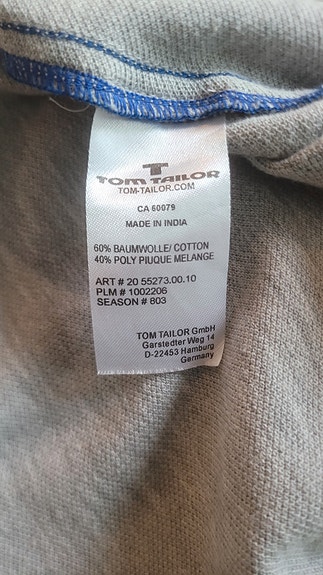 TOM TAILOR
TOM-TAILOR.COM
CA 60079
MADE IN INDIA
60% BAUMWOLLE/ COTTON
40% POLY PIUQUE MELANGE
ART # 20 55273.00.10
PLM # 1002206
SEASON # 803
TOM TAILOR GmbH
Garstedter Weg 14
D-22453 Hamburg
Germany